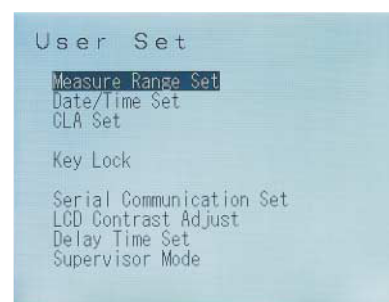 User Set
Measure Range Set
Date/Time Set
CLA Set
Key Lock
Serial Communication Set
LCD Contrast Adjust
Delay Time Set
Supervisor Mode